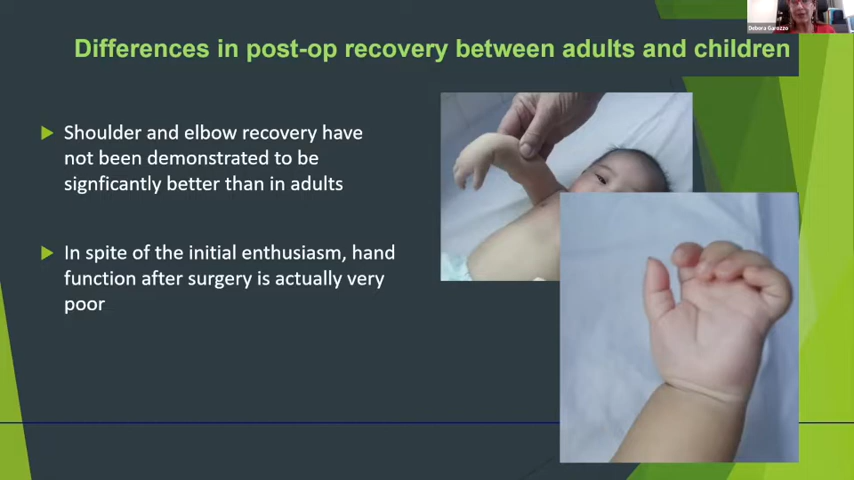 Debora Garozzo
Differences in post-op recovery between adults and children
Shoulder and elbow recovery have
not been demonstrated to be
signficantly better than in adults
In spite of the initial enthusiasm, hand
function after surgery is actually very
poor